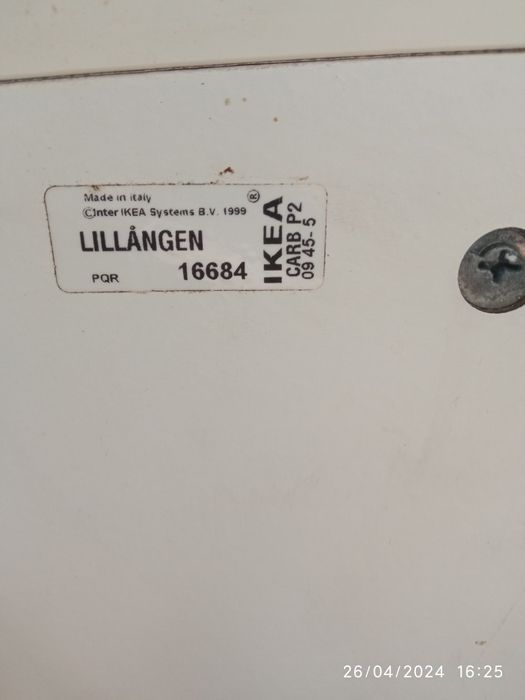 Made in Italy
©Inter IKEA Systems B.V. 1999
LILLÅNGEN
PQR 16684
®
IKEA
CARB P2
09 45- 5
26/04/2024 16:25